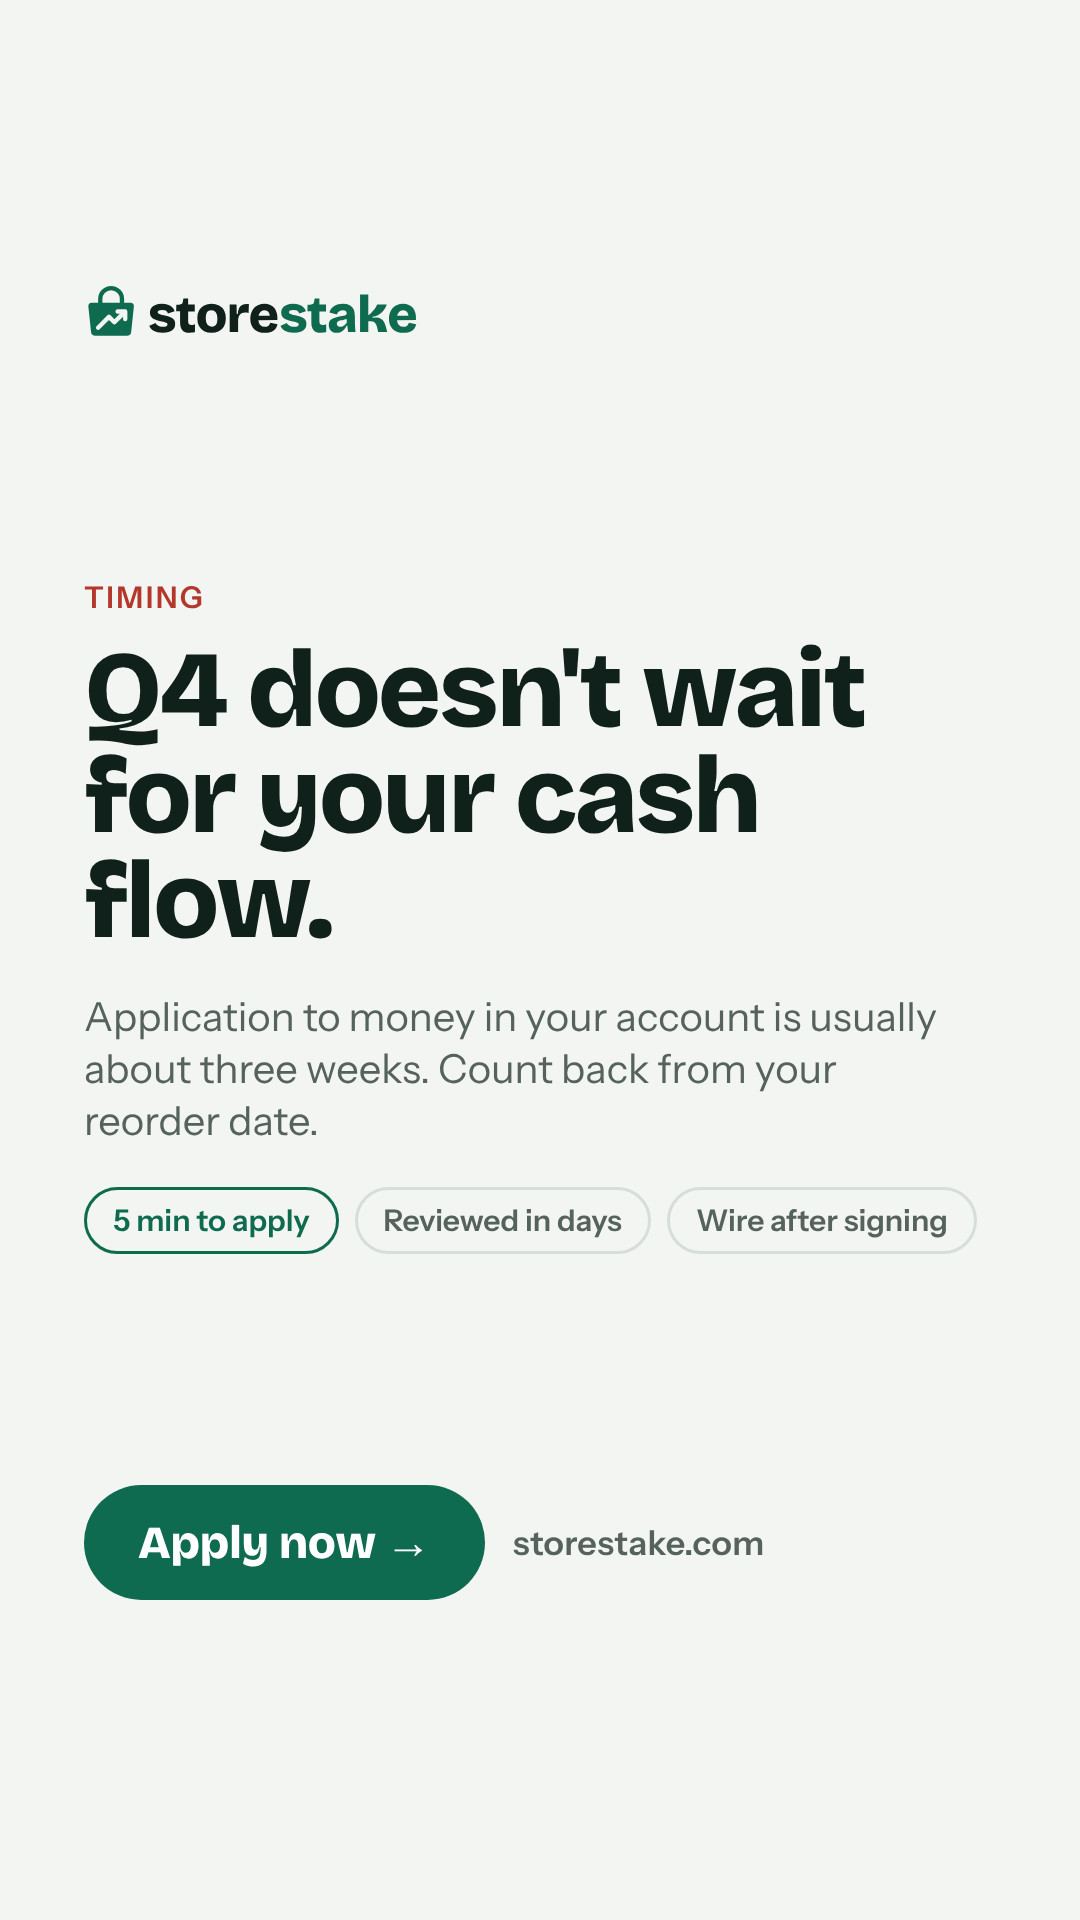 storestake
TIMING
Q4 doesn't wait
for your cash
flow.
Application to money in your account is usually
about three weeks. Count back from your
reorder date.
5 min to apply
Reviewed in days
Wire after signing
Apply now →
storestake.com